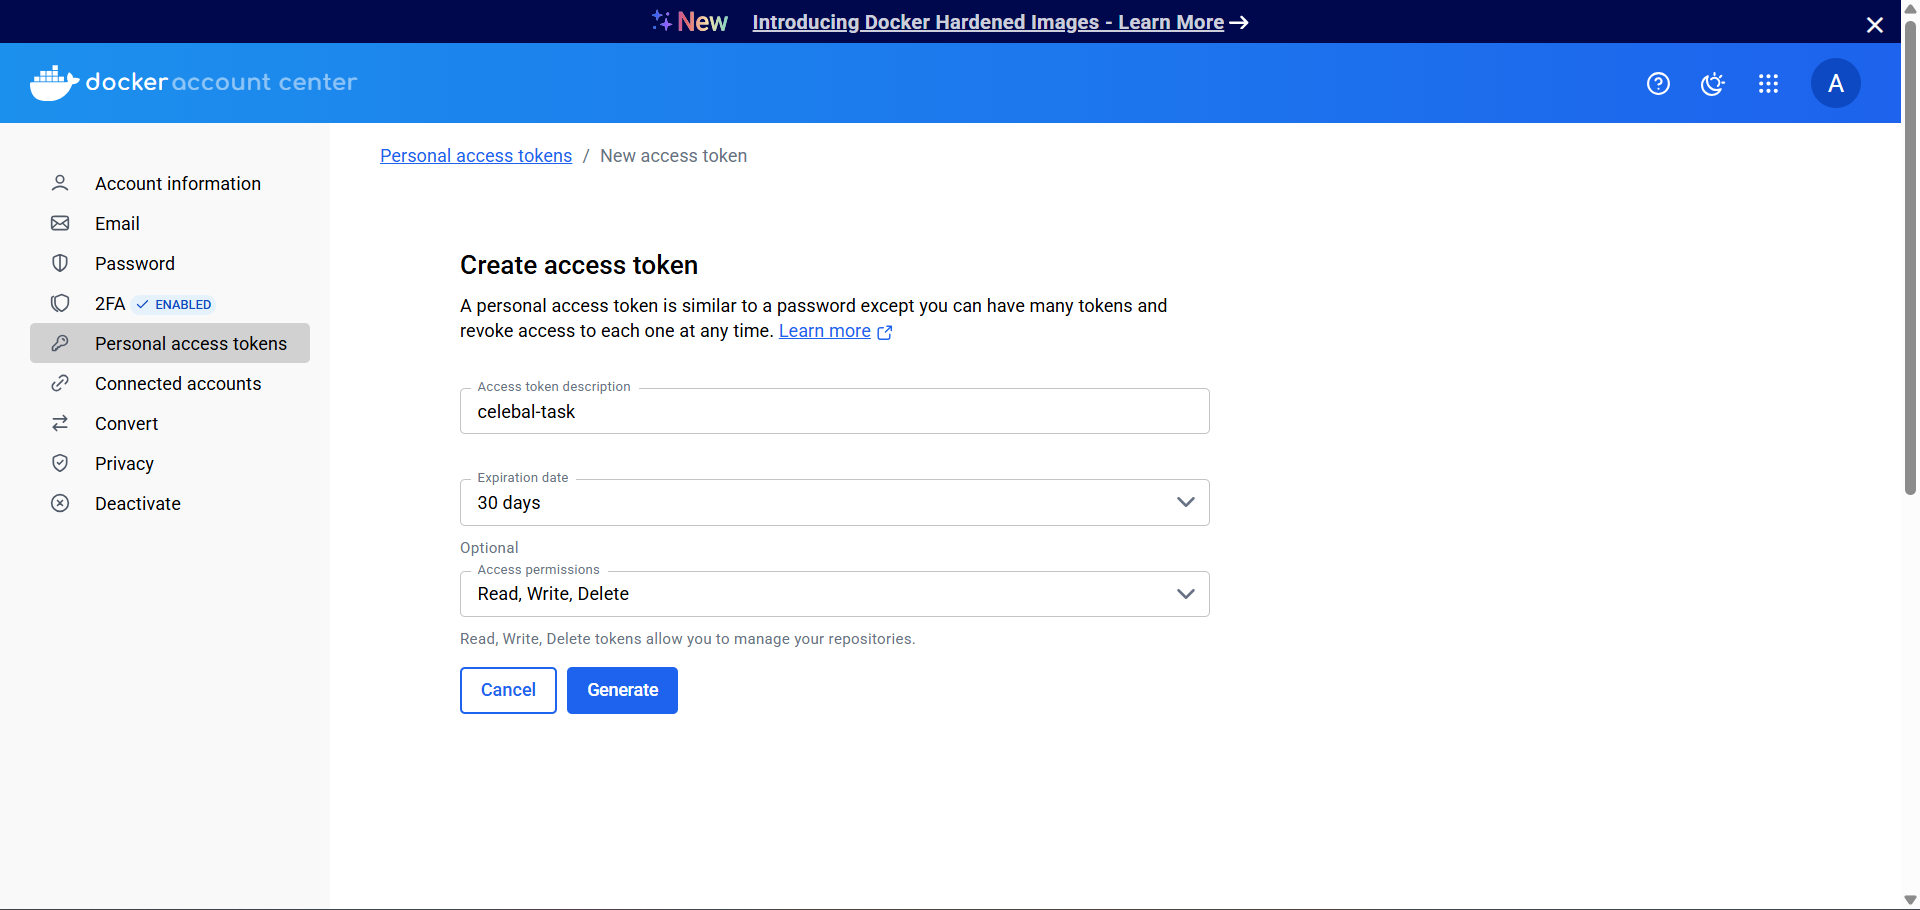 New Introducing Docker Hardened Images - Learn More
docker account center
A
Personal access tokens / New access token
Account information
Email
Password
2FA ENABLED
Personal access tokens
Connected accounts
Convert
Privacy
Deactivate
Create access token
A personal access token is similar to a password except you can have many tokens and
revoke access to each one at any time. Learn more
Access token description
celebal-task
Expiration date
30 days
Optional
Access permissions
Read, Write, Delete
Read, Write, Delete tokens allow you to manage your repositories.
Cancel Generate